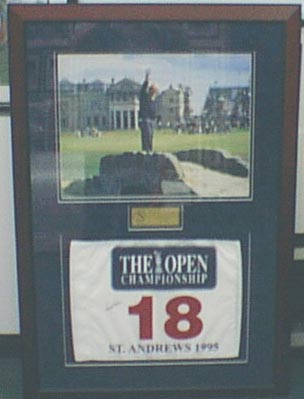 THE OPEN
CHAMPIONSHIP
18
ST. ANDREWS 1995